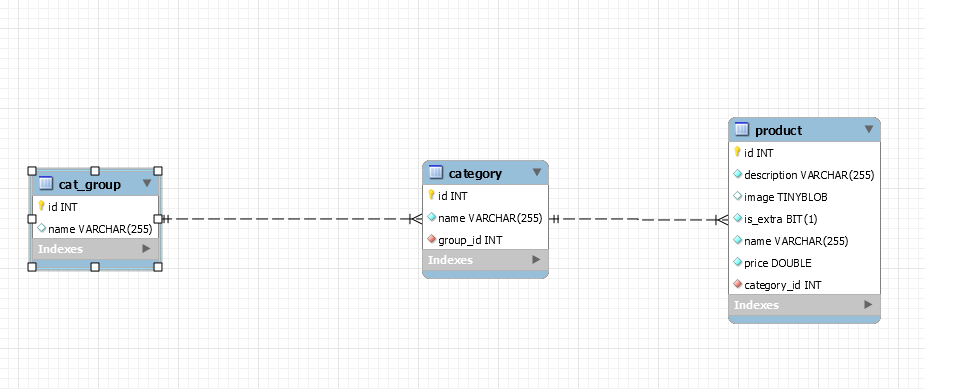 cat_group
id INT
name VARCHAR(255)
Indexes
category
id INT
name VARCHAR(255)
group_id INT
Indexes
product
id INT
description VARCHAR(255)
image TINYBLOB
is_extra BIT(1)
name VARCHAR(255)
price DOUBLE
category_id INT
Indexes